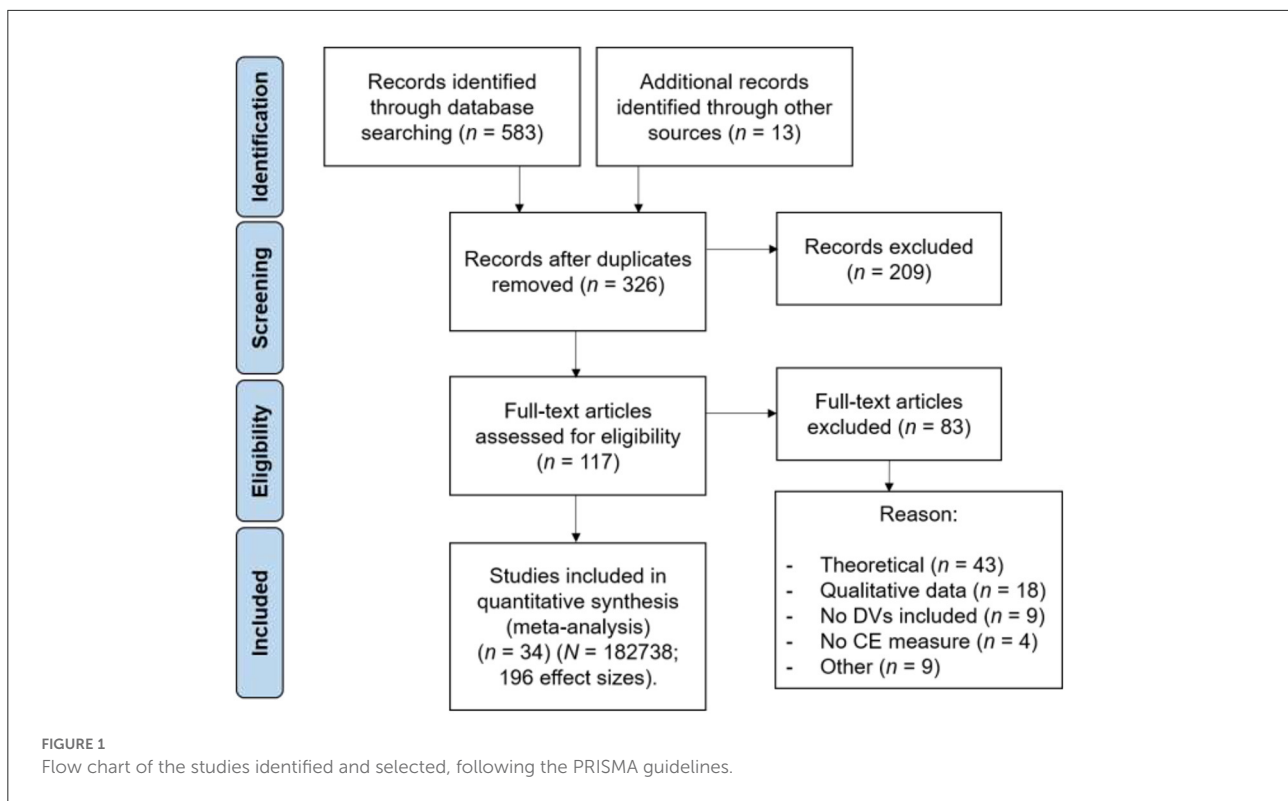 Identification
Records identified
through database
searching (n = 583)
Additional records
identified through other
sources (n = 13)
Screening
Records after duplicates
removed (n = 326)
Records excluded
(n = 209)
Eligibility
Full-text articles
assessed for eligibility
(n = 117)
Full-text articles
excluded (n = 83)
Reason:
- Theoretical (n = 43)
- Qualitative data (n = 18)
- No DVs included (n = 9)
- No CE measure (n = 4)
- Other (n = 9)
Included
Studies included in
quantitative synthesis
(meta-analysis)
(n = 34) (N = 182738;
196 effect sizes).
FIGURE 1
Flow chart of the studies identified and selected, following the PRISMA guidelines.